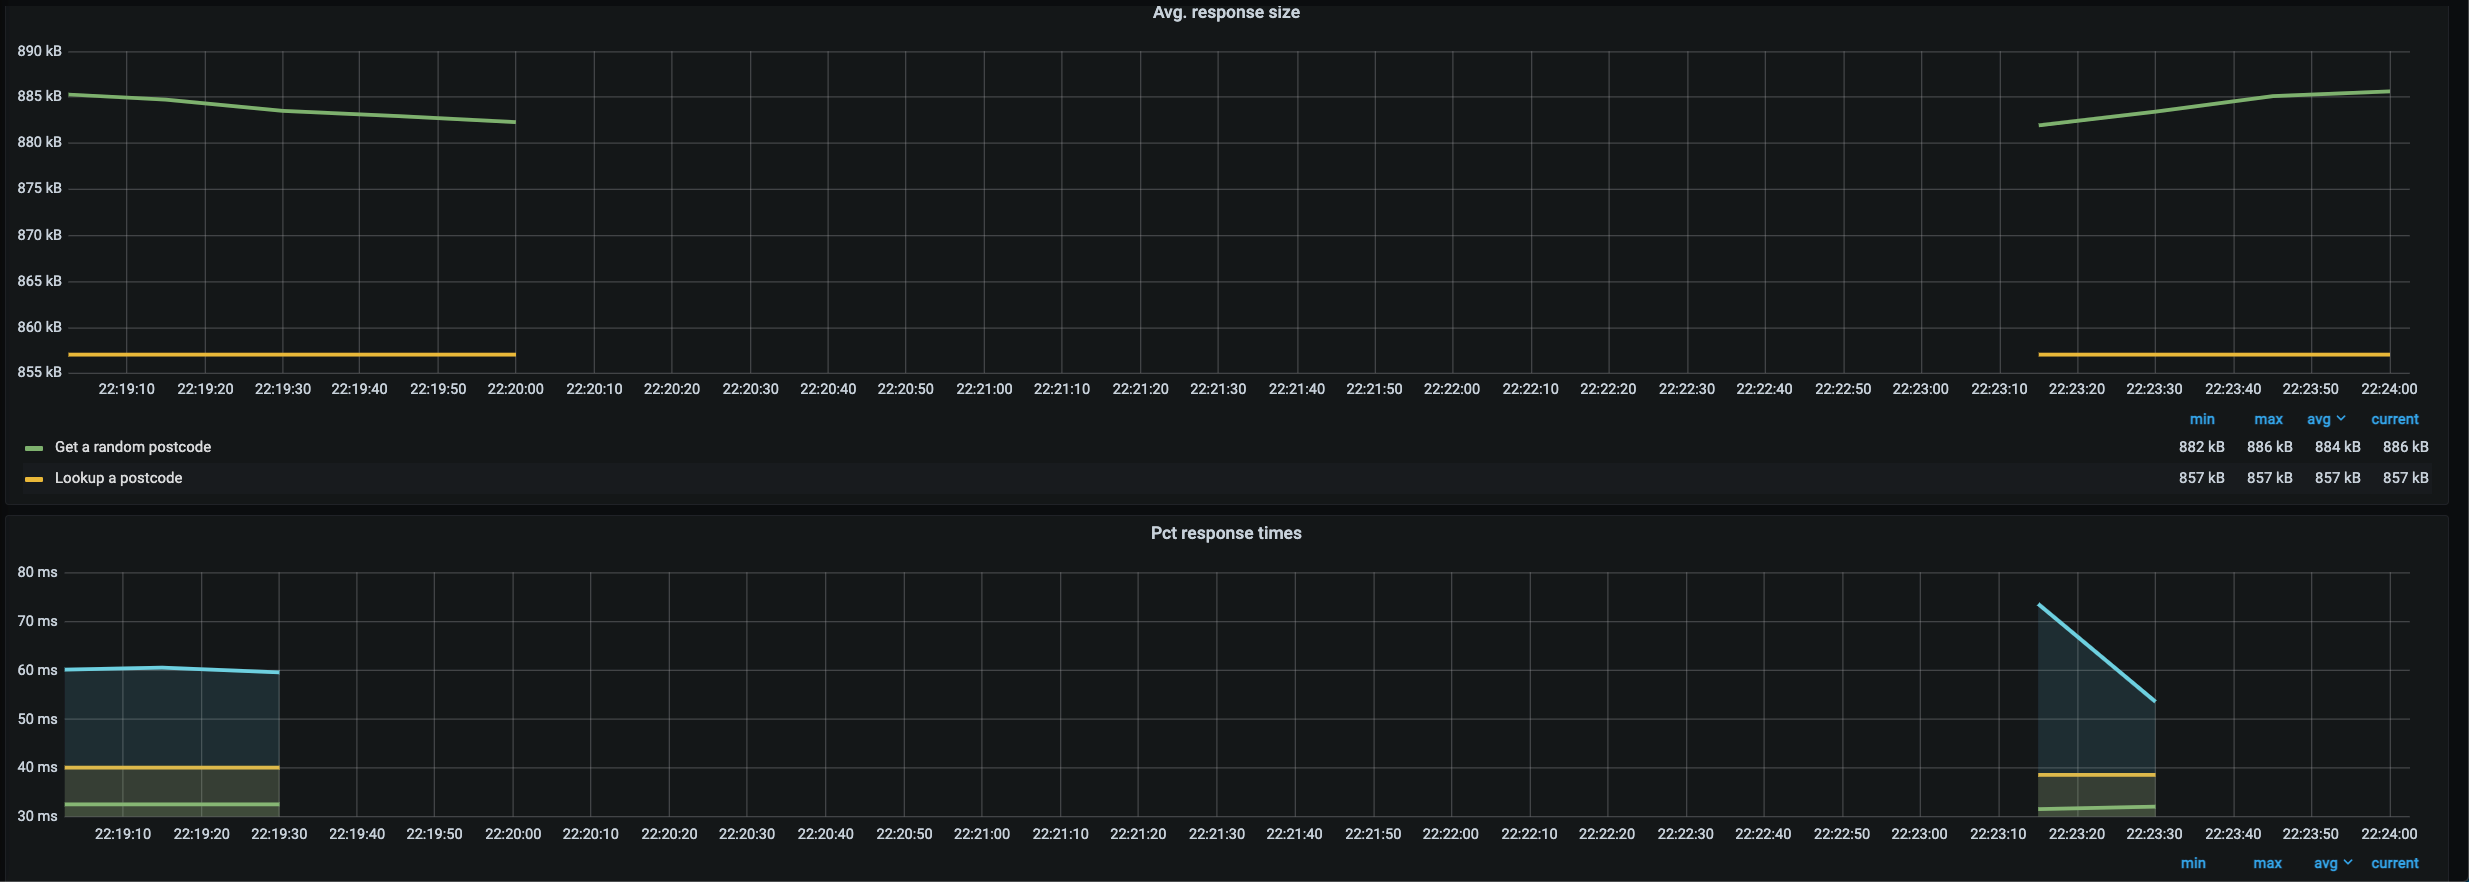 Avg. response size
890 kB
885 kB
880 kB
875 kB
870 kB
865 kB
860 kB
855 kB
22:19:10 22:19:20 22:19:30 22:19:40 22:19:50 22:20:00 22:20:10 22:20:20 22:20:30 22:20:40 22:20:50 22:21:00 22:21:10 22:21:20 22:21:30 22:21:40 22:21:50 22:22:00 22:22:10 22:22:20 22:22:30 22:22:40 22:22:50 22:23:00 22:23:10 22:23:20 22:23:30 22:23:40 22:23:50 22:24:00
min max avg current
Get a random postcode 882 kB 886 kB 884 kB 886 kB
Lookup a postcode 857 kB 857 kB 857 kB 857 kB
Pct response times
80 ms
70 ms
60 ms
50 ms
40 ms
30 ms
22:19:10 22:19:20 22:19:30 22:19:40 22:19:50 22:20:00 22:20:10 22:20:20 22:20:30 22:20:40 22:20:50 22:21:00 22:21:10 22:21:20 22:21:30 22:21:40 22:21:50 22:22:00 22:22:10 22:22:20 22:22:30 22:22:40 22:22:50 22:23:00 22:23:10 22:23:20 22:23:30 22:23:40 22:23:50 22:24:00
min max avg current